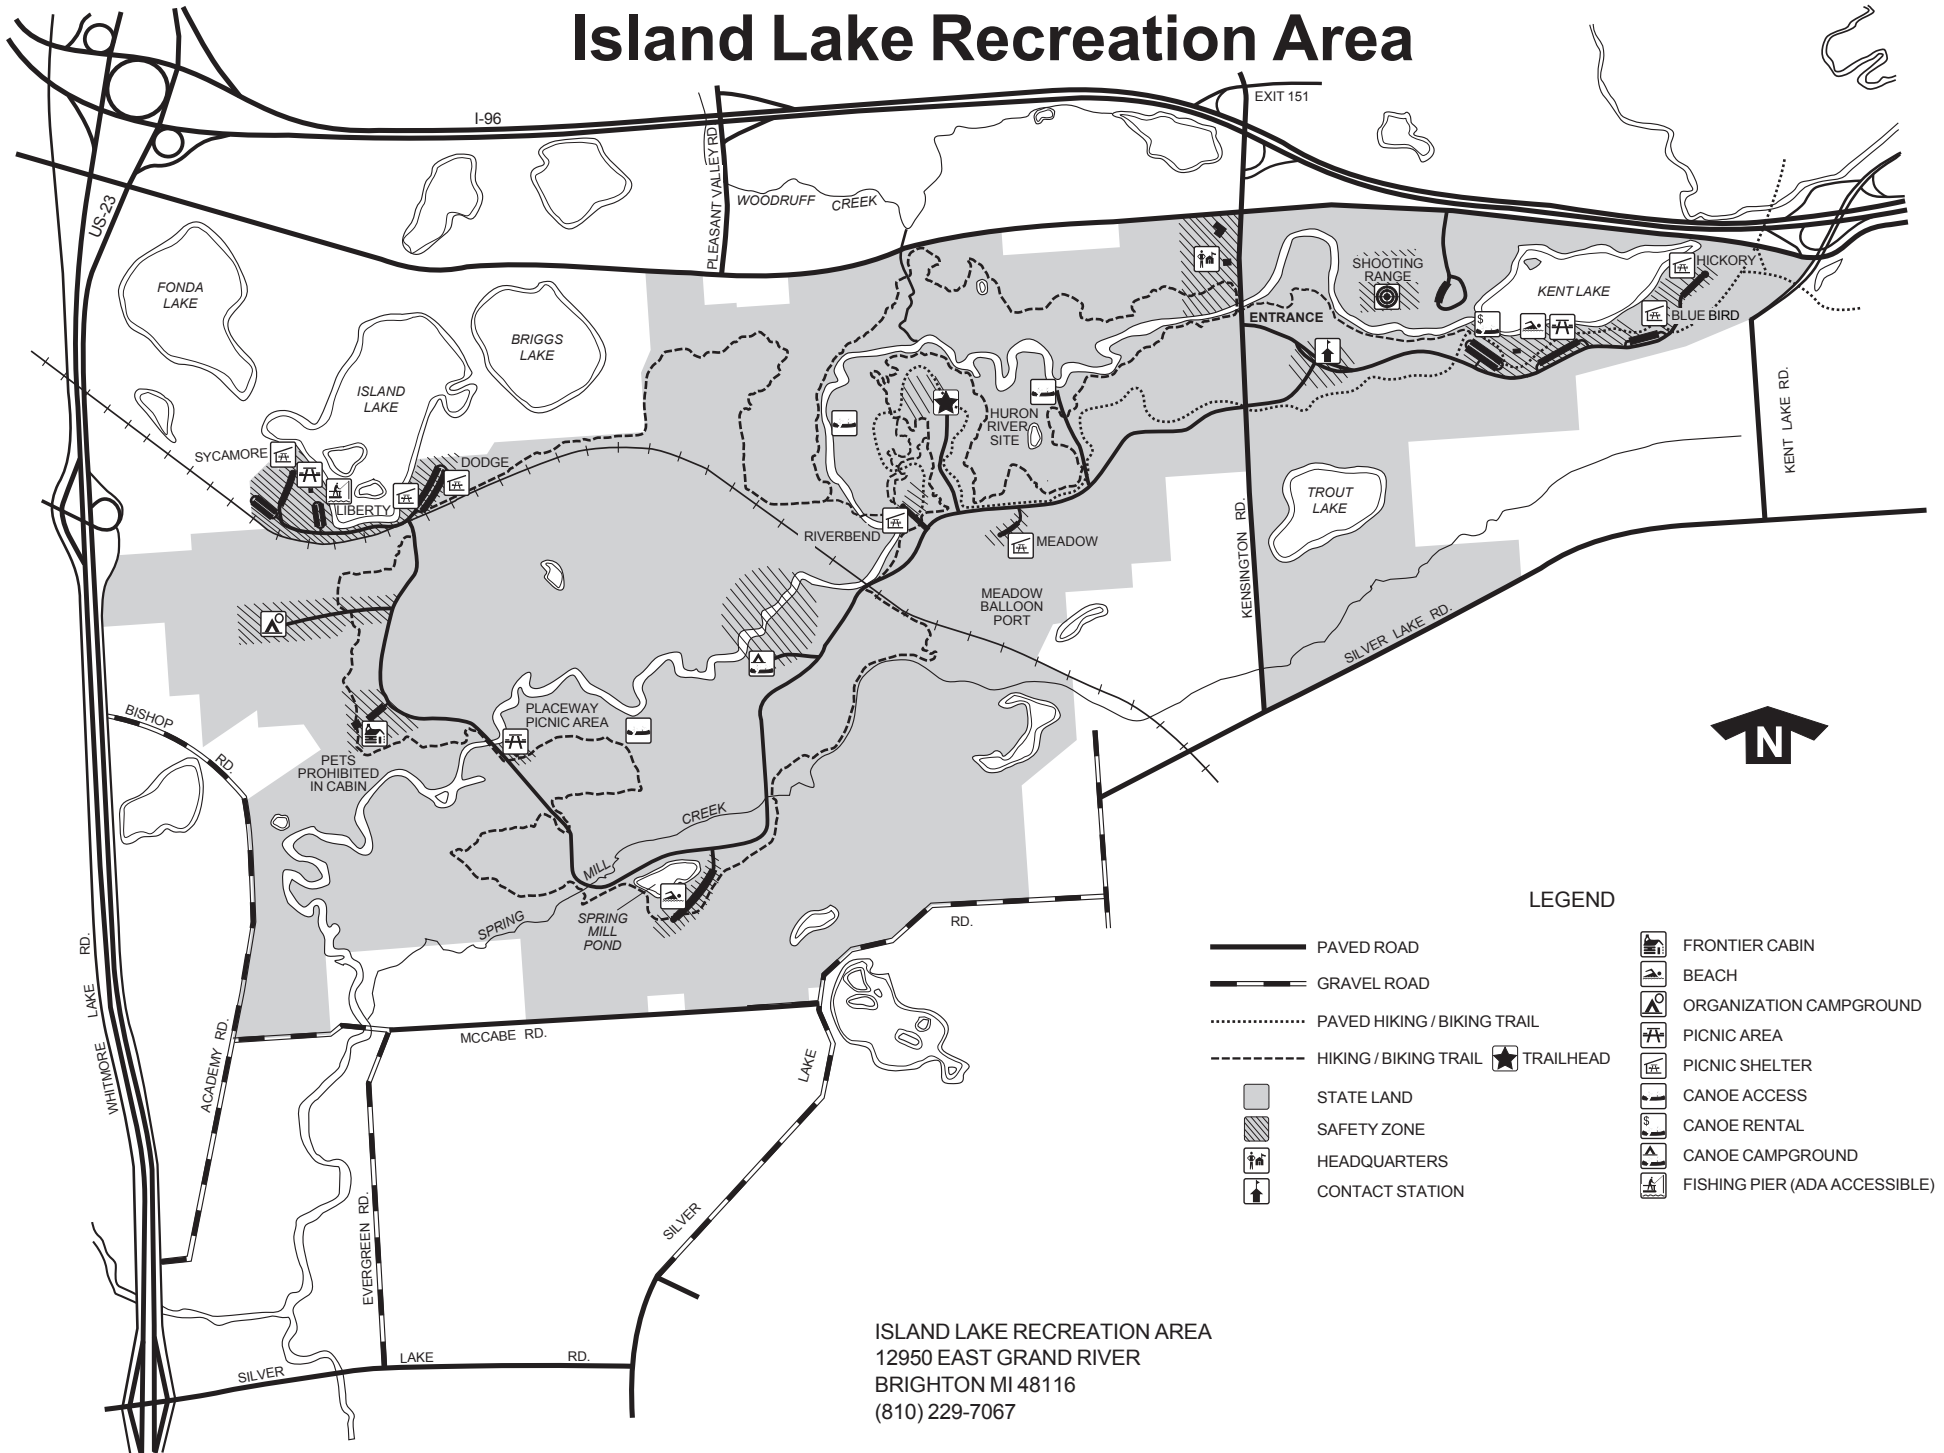 Island Lake Recreation Area
EXIT 151
I-96
US-23
PLEASANT VALLEY RD.
WOODRUFF CREEK
FONDA
LAKE
BRIGGS
LAKE
ISLAND
LAKE
SHOOTING
RANGE
KENT LAKE
HICKORY
BLUE BIRD
ENTRANCE
KENT LAKE RD.
SYCAMORE
DODGE
LIBERTY
HURON
RIVER
SITE
RIVERBEND
MEADOW
MEADOW
BALLOON
PORT
TROUT
LAKE
KENSINGTON RD.
SILVER LAKE RD.
BISHOP RD.
PLACEWAY
PICNIC AREA
PETS
PROHIBITED
IN CABIN
SPRING MILL CREEK
SPRING
MILL
POND
N
WHITMORE LAKE RD.
ACADEMY RD.
MCCABE RD.
EVERGREEN RD.
SILVER LAKE RD.
SILVER LAKE RD.
LEGEND
PAVED ROAD
GRAVEL ROAD
PAVED HIKING / BIKING TRAIL
HIKING / BIKING TRAIL TRAILHEAD
STATE LAND
SAFETY ZONE
HEADQUARTERS
CONTACT STATION
FRONTIER CABIN
BEACH
ORGANIZATION CAMPGROUND
PICNIC AREA
PICNIC SHELTER
CANOE ACCESS
CANOE RENTAL
CANOE CAMPGROUND
FISHING PIER (ADA ACCESSIBLE)
ISLAND LAKE RECREATION AREA
12950 EAST GRAND RIVER
BRIGHTON MI 48116
(810) 229-7067